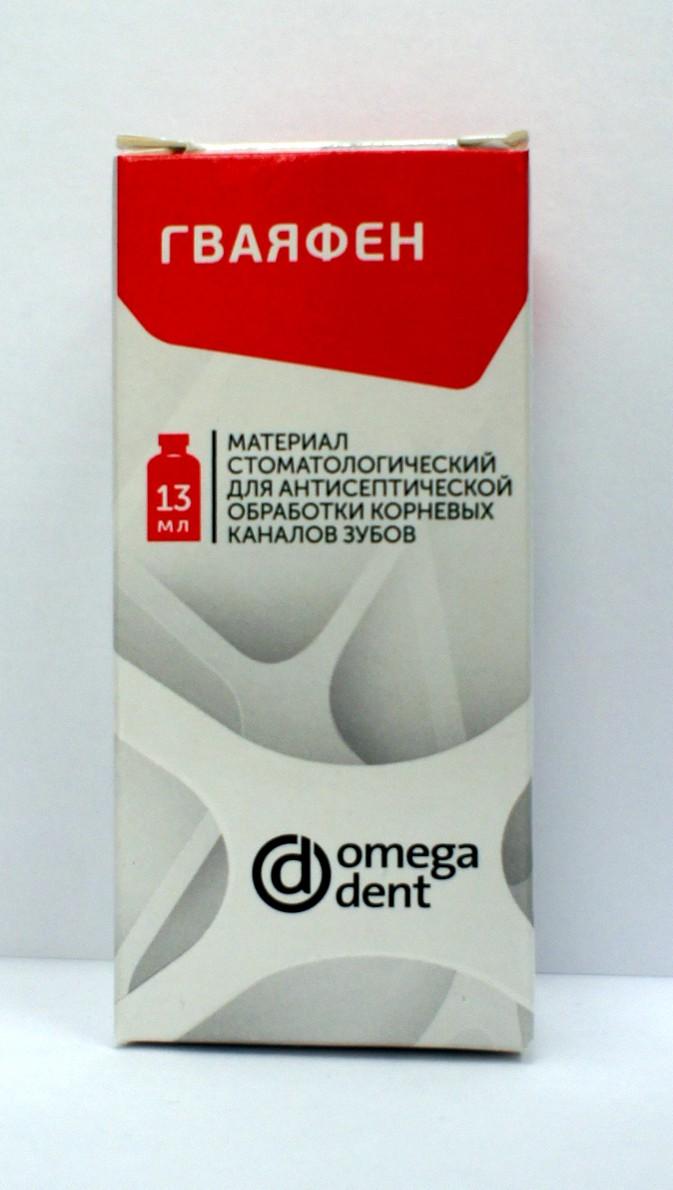 ГВАЯФЕН
13
МЛ
МАТЕРИАЛ
СТОМАТОЛОГИЧЕСКИЙ
ДЛЯ АНТИСЕПТИЧЕСКОЙ
ОБРАБОТКИ КОРНЕВЫХ
КАНАЛОВ ЗУБОВ
omega
dent